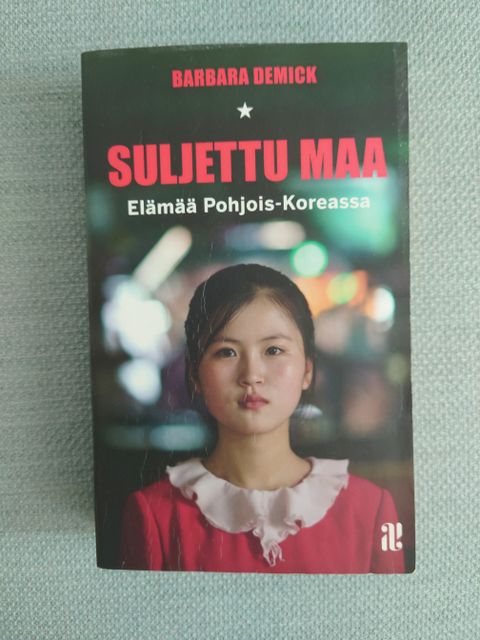 BARBARA DEMICK
SULJETTU MAA
Elämää Pohjois-Koreassa